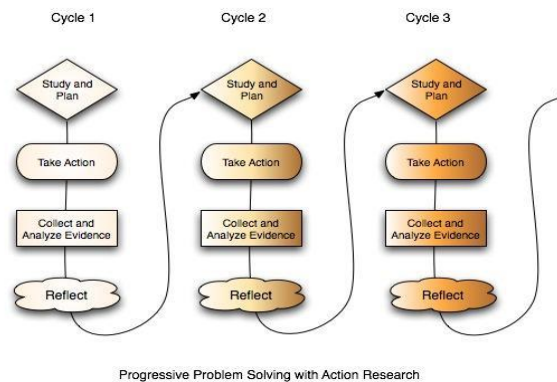 Cycle 1
Cycle 2
Cycle 3
Study and
Plan
Study and
Plan
Study and
Plan
Take Action
Take Action
Take Action
Collect and
Analyze Evidence
Collect and
Analyze Evidence
Collect and
Analyze Evidence
Reflect
Reflect
Reflect
Progressive Problem Solving with Action Research